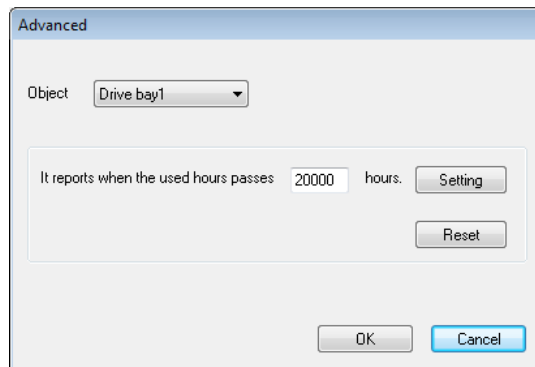 Advanced
Object Drive bay1
It reports when the used hours passes 20000 hours. Setting
Reset
OK Cancel